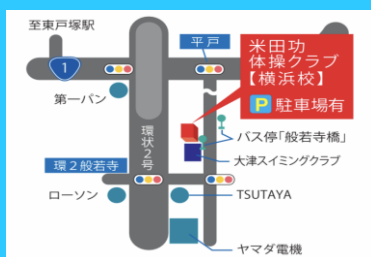 至東戸塚駅
1
平戸
米田功
体操クラブ
【横浜校】
P 駐車場有
第一パン
環状2号
バス停「般若寺橋」
大津スイミングクラブ
環2般若寺
ローソン
TSUTAYA
ヤマダ電機